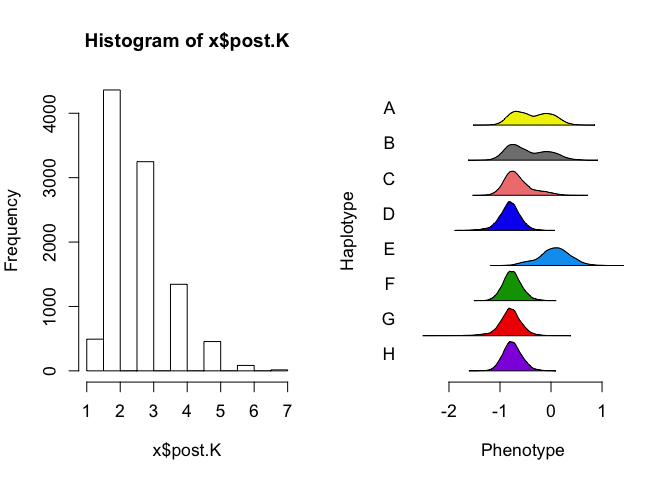 Histogram of x$post.K
Frequency
0
1000
2000
3000
4000
1 2 3 4 5 6 7
x$post.K
Haplotype
A
B
C
D
E
F
G
H
-2 -1 0 1
Phenotype